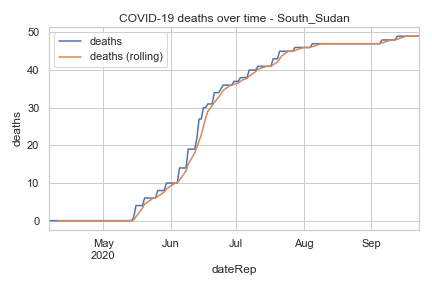 COVID-19 deaths over time - South_Sudan
deaths
deaths (rolling)
50
40
30
20
10
0
deaths
May
2020
Jun
Jul
Aug
Sep
dateRep